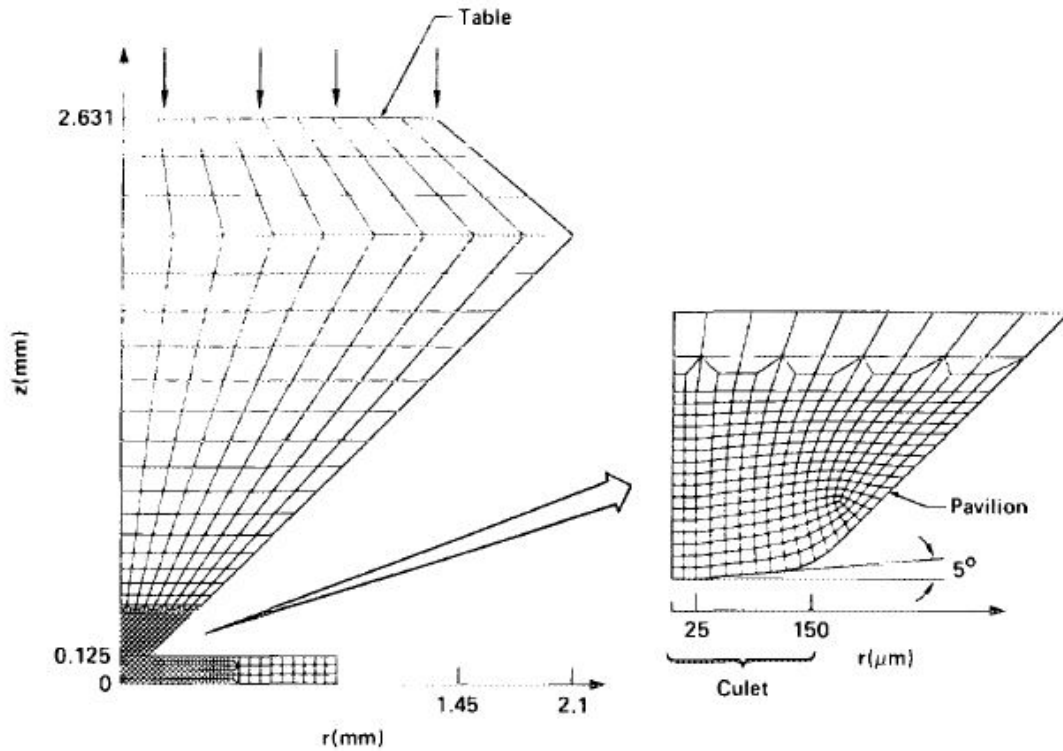 Table
2.631
z(mm)
0.125
0
1.45
2.1
r(mm)
Pavilion
5°
25
150
r(μm)
Culet